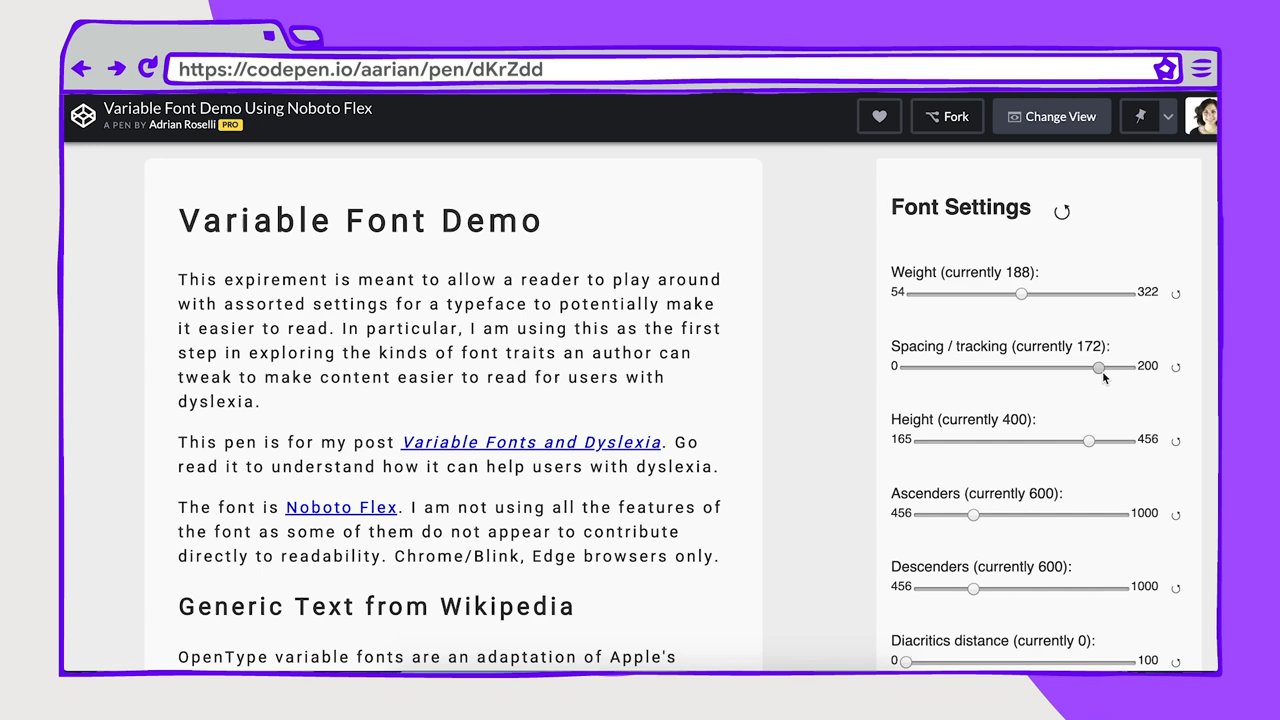 https://codepen.io/aarian/pen/dKrZdd
Variable Font Demo Using Noboto Flex
A PEN BY Adrian Roselli PRO
Fork
Change View
Variable Font Demo
This expirement is meant to allow a reader to play around
with assorted settings for a typeface to potentially make
it easier to read. In particular, I am using this as the first
step in exploring the kinds of font traits an author can
tweak to make content easier to read for users with
dyslexia.
This pen is for my post Variable Fonts and Dyslexia. Go
read it to understand how it can help users with dyslexia.
The font is Noboto Flex. I am not using all the features of
the font as some of them do not appear to contribute
directly to readability. Chrome/Blink, Edge browsers only.
Generic Text from Wikipedia
OpenType variable fonts are an adaptation of Apple's
Font Settings
Weight (currently 188):
54 322
Spacing / tracking (currently 172):
0 200
Height (currently 400):
165 456
Ascenders (currently 600):
456 1000
Descenders (currently 600):
456 1000
Diacritics distance (currently 0):
0 100